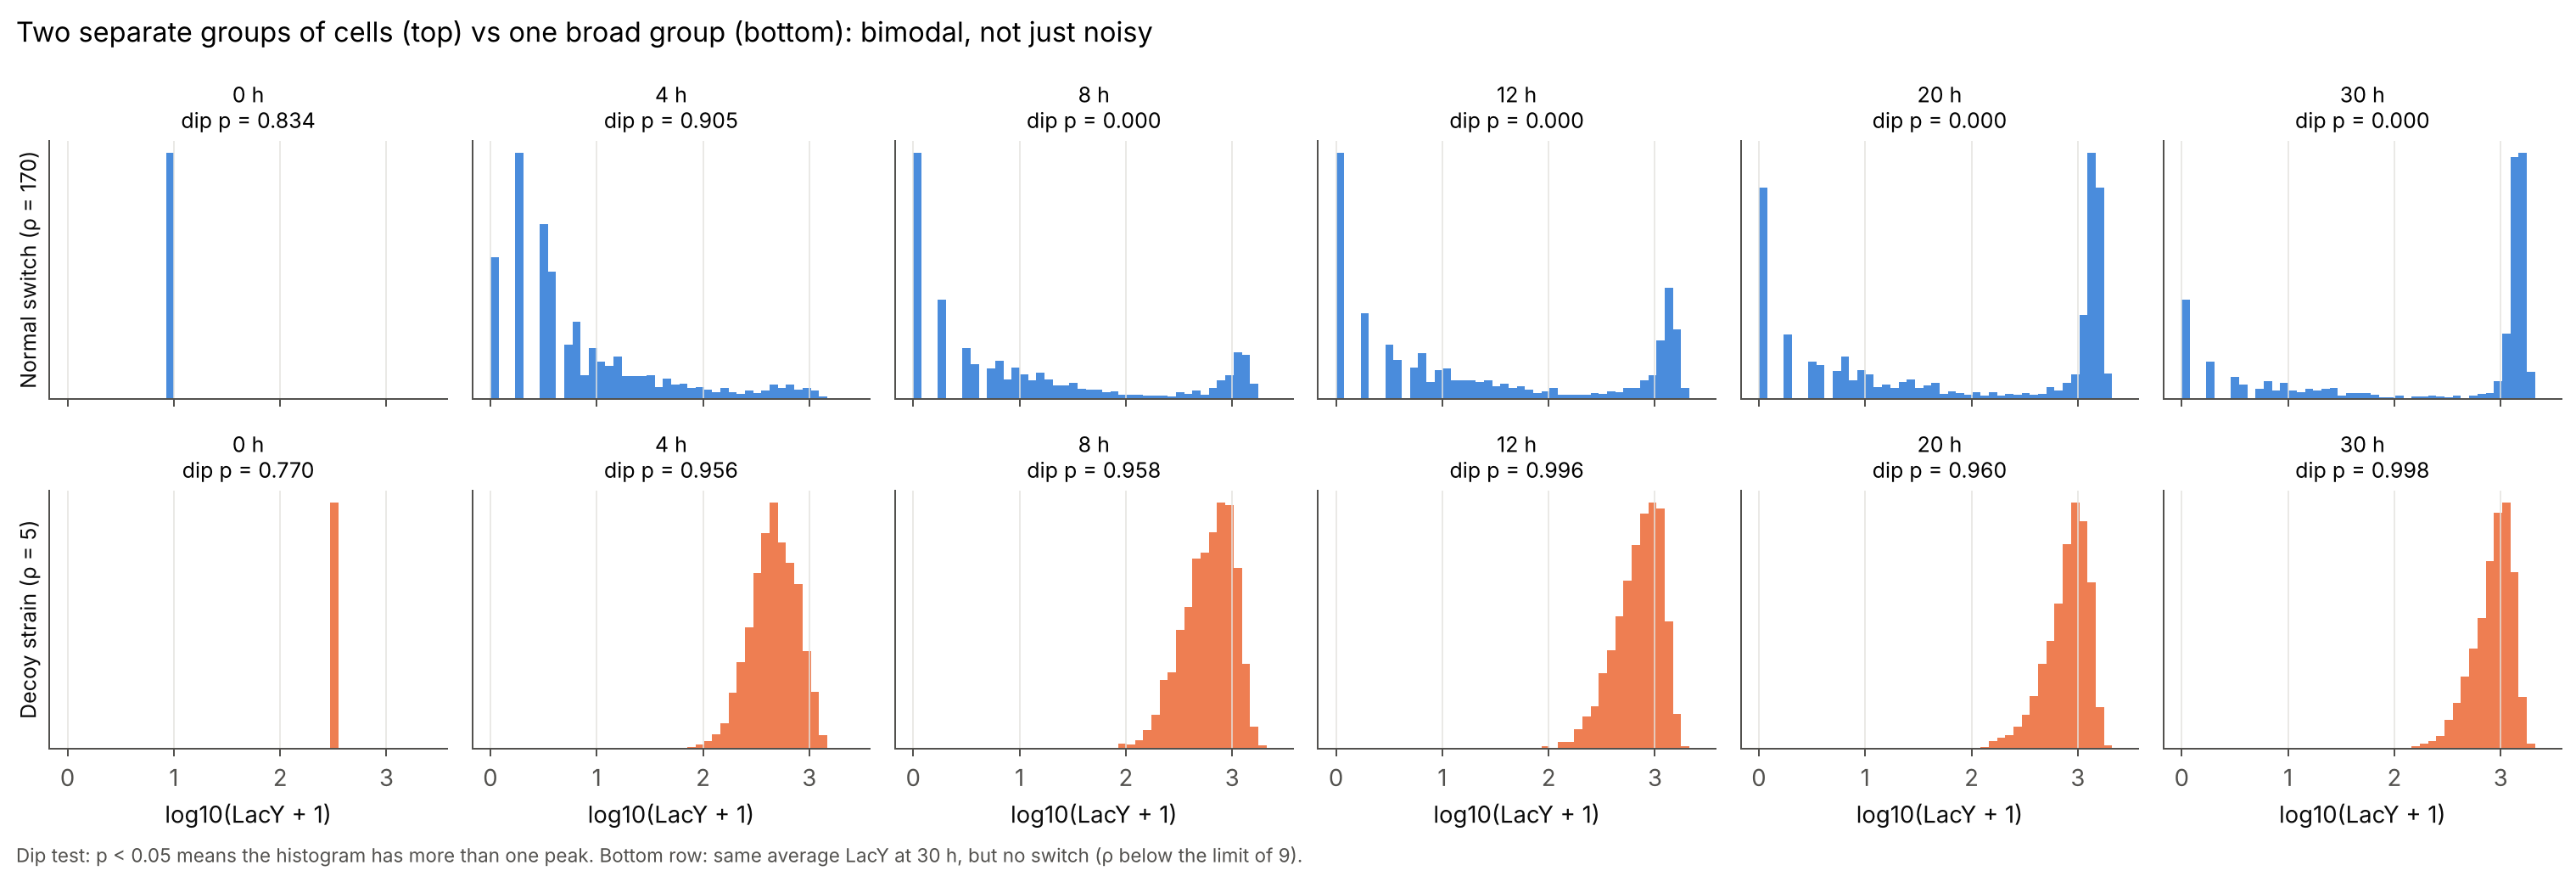 Two separate groups of cells (top) vs one broad group (bottom): bimodal, not just noisy
0 h
dip p = 0.834
4 h
dip p = 0.905
8 h
dip p = 0.000
12 h
dip p = 0.000
20 h
dip p = 0.000
30 h
dip p = 0.000
Normal switch (ρ = 170)
0 h
dip p = 0.770
4 h
dip p = 0.956
8 h
dip p = 0.958
12 h
dip p = 0.996
20 h
dip p = 0.960
30 h
dip p = 0.998
Decoy strain (ρ = 5)
0 1 2 3
0 1 2 3
0 1 2 3
0 1 2 3
0 1 2 3
0 1 2 3
log10(LacY + 1)
log10(LacY + 1)
log10(LacY + 1)
log10(LacY + 1)
log10(LacY + 1)
log10(LacY + 1)
Dip test: p < 0.05 means the histogram has more than one peak. Bottom row: same average LacY at 30 h, but no switch (ρ below the limit of 9).